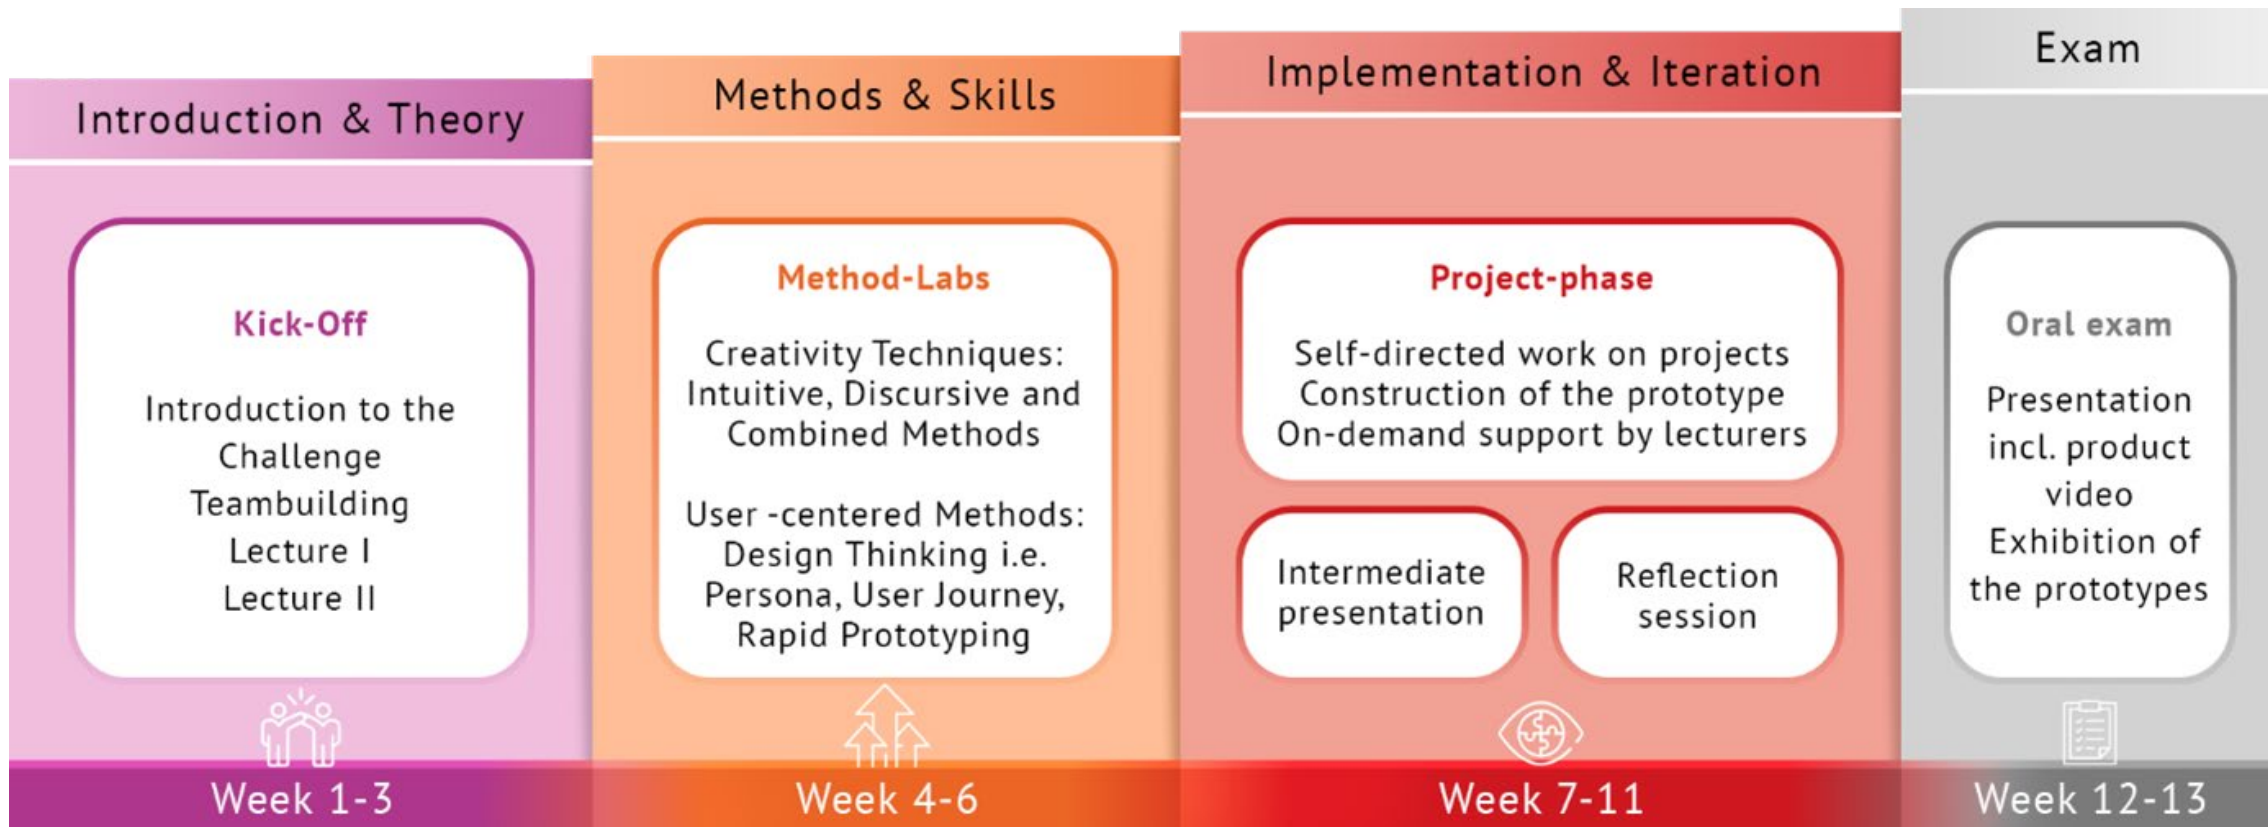 Introduction & Theory
Kick-Off
Introduction to the
Challenge
Teambuilding
Lecture I
Lecture II
Week 1-3
Methods & Skills
Method-Labs
Creativity Techniques:
Intuitive, Discursive and
Combined Methods
User -centered Methods:
Design Thinking i.e.
Persona, User Journey,
Rapid Prototyping
Week 4-6
Implementation & Iteration
Project-phase
Self-directed work on projects
Construction of the prototype
On-demand support by lecturers
Intermediate
presentation
Reflection
session
Week 7-11
Exam
Oral exam
Presentation
incl. product
video
Exhibition of
the prototypes
Week 12-13